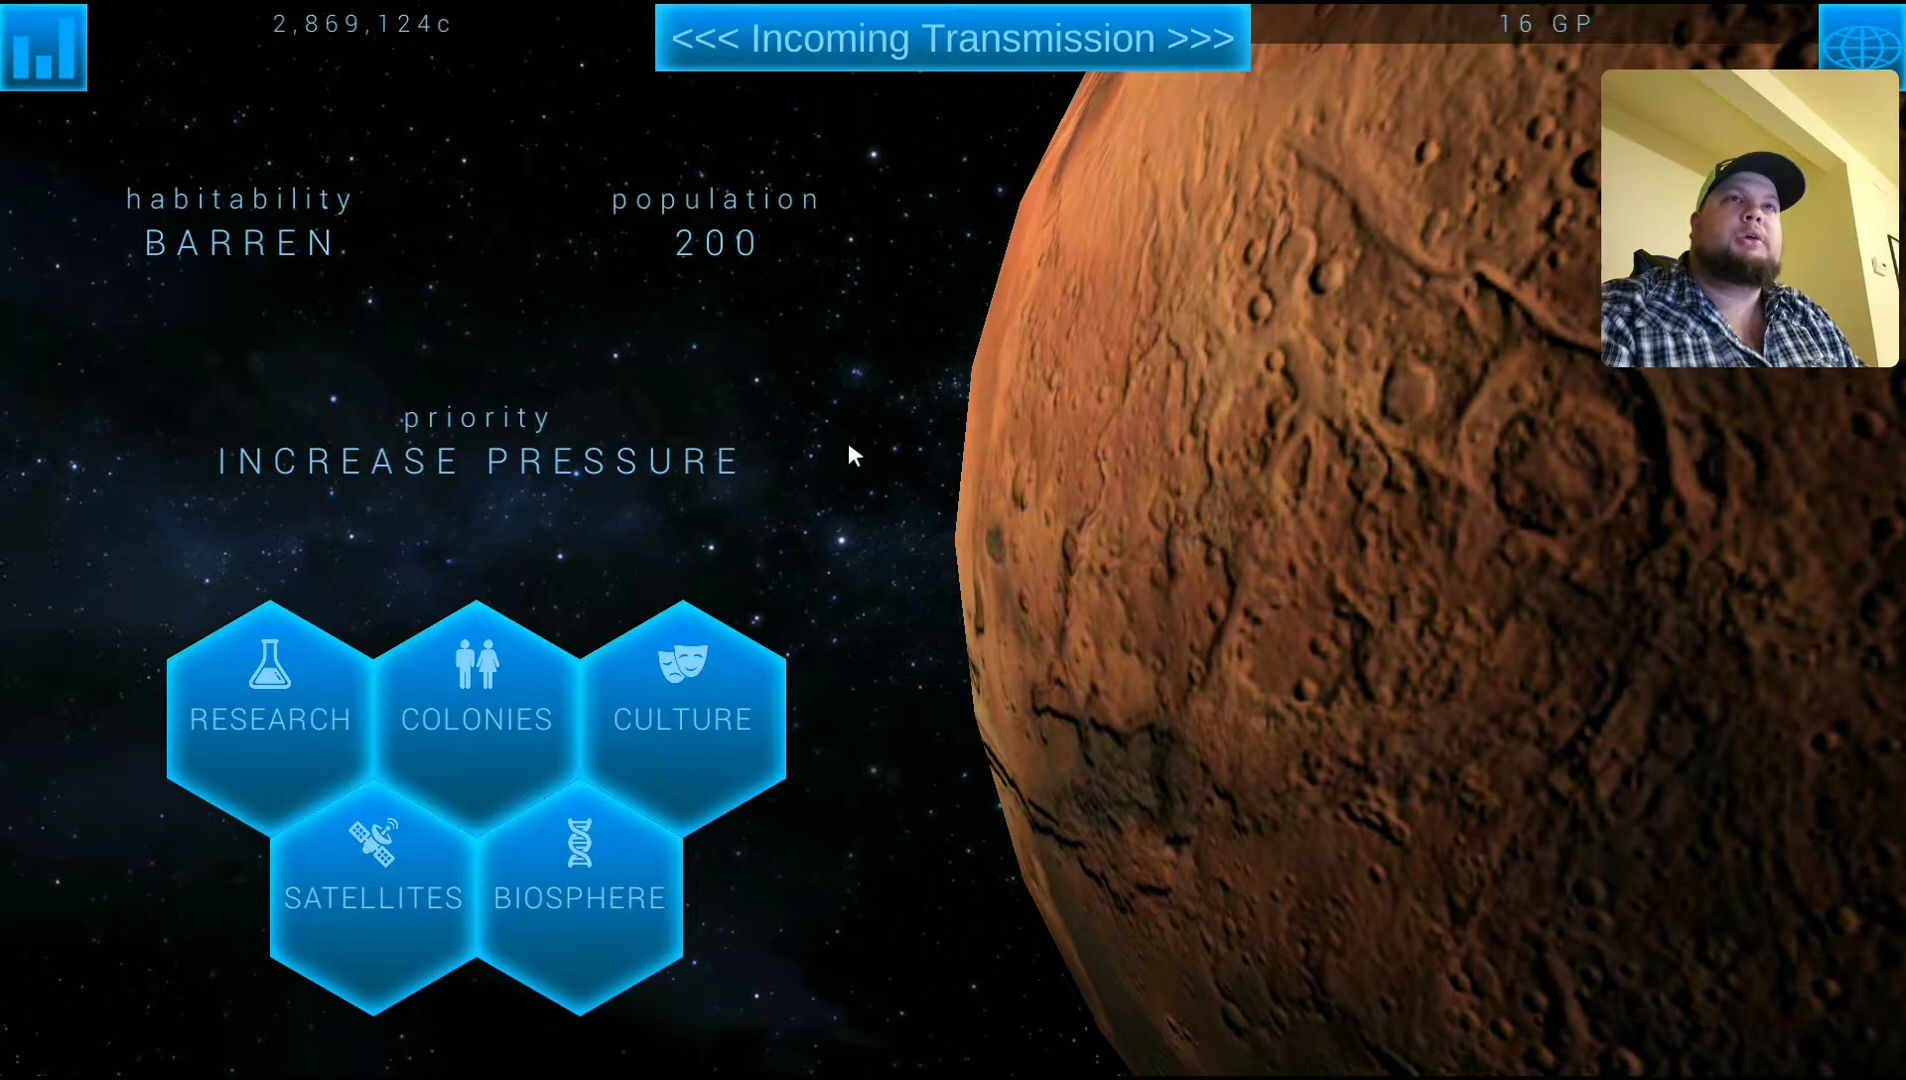 2,869,124c
<<< Incoming Transmission >>>
16 GP
habitability
BARREN
population
200
priority
INCREASE PRESSURE
RESEARCH
COLONIES
CULTURE
SATELLITES
BIOSPHERE